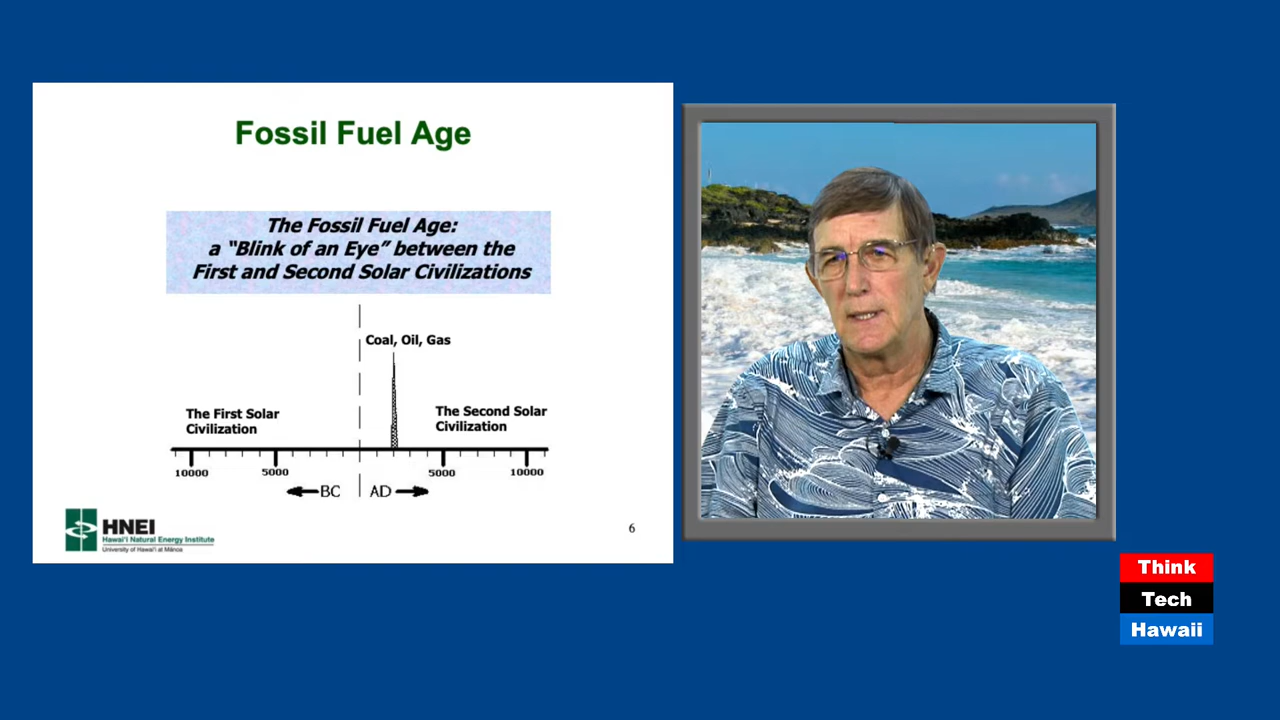 Fossil Fuel Age
The Fossil Fuel Age:
a “Blink of an Eye” between the
First and Second Solar Civilizations
Coal, Oil, Gas
The First Solar
Civilization
The Second Solar
Civilization
10000 5000 5000 10000
BC AD
HNEI
Hawai‘i Natural Energy Institute
University of Hawai‘i at Mānoa
6
Think
Tech
Hawaii